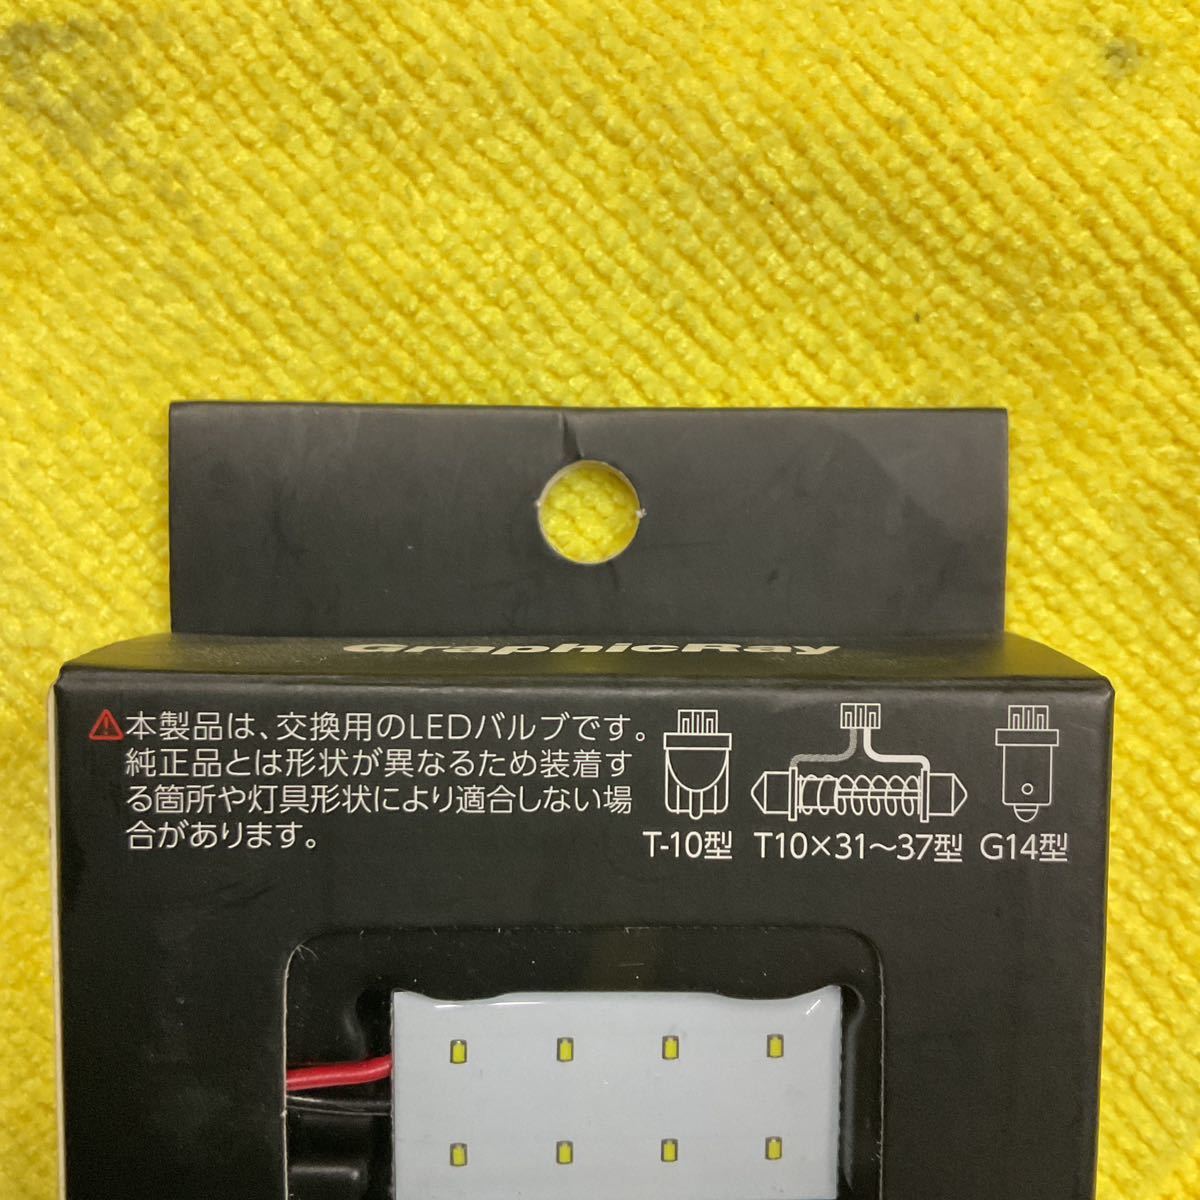 GraphicRay
本製品は、交換用のLEDバルブです。
純正品とは形状が異なるため装着す
る箇所や灯具形状により適合しない場
合があります。
T-10型 T10×31～37型 G14型